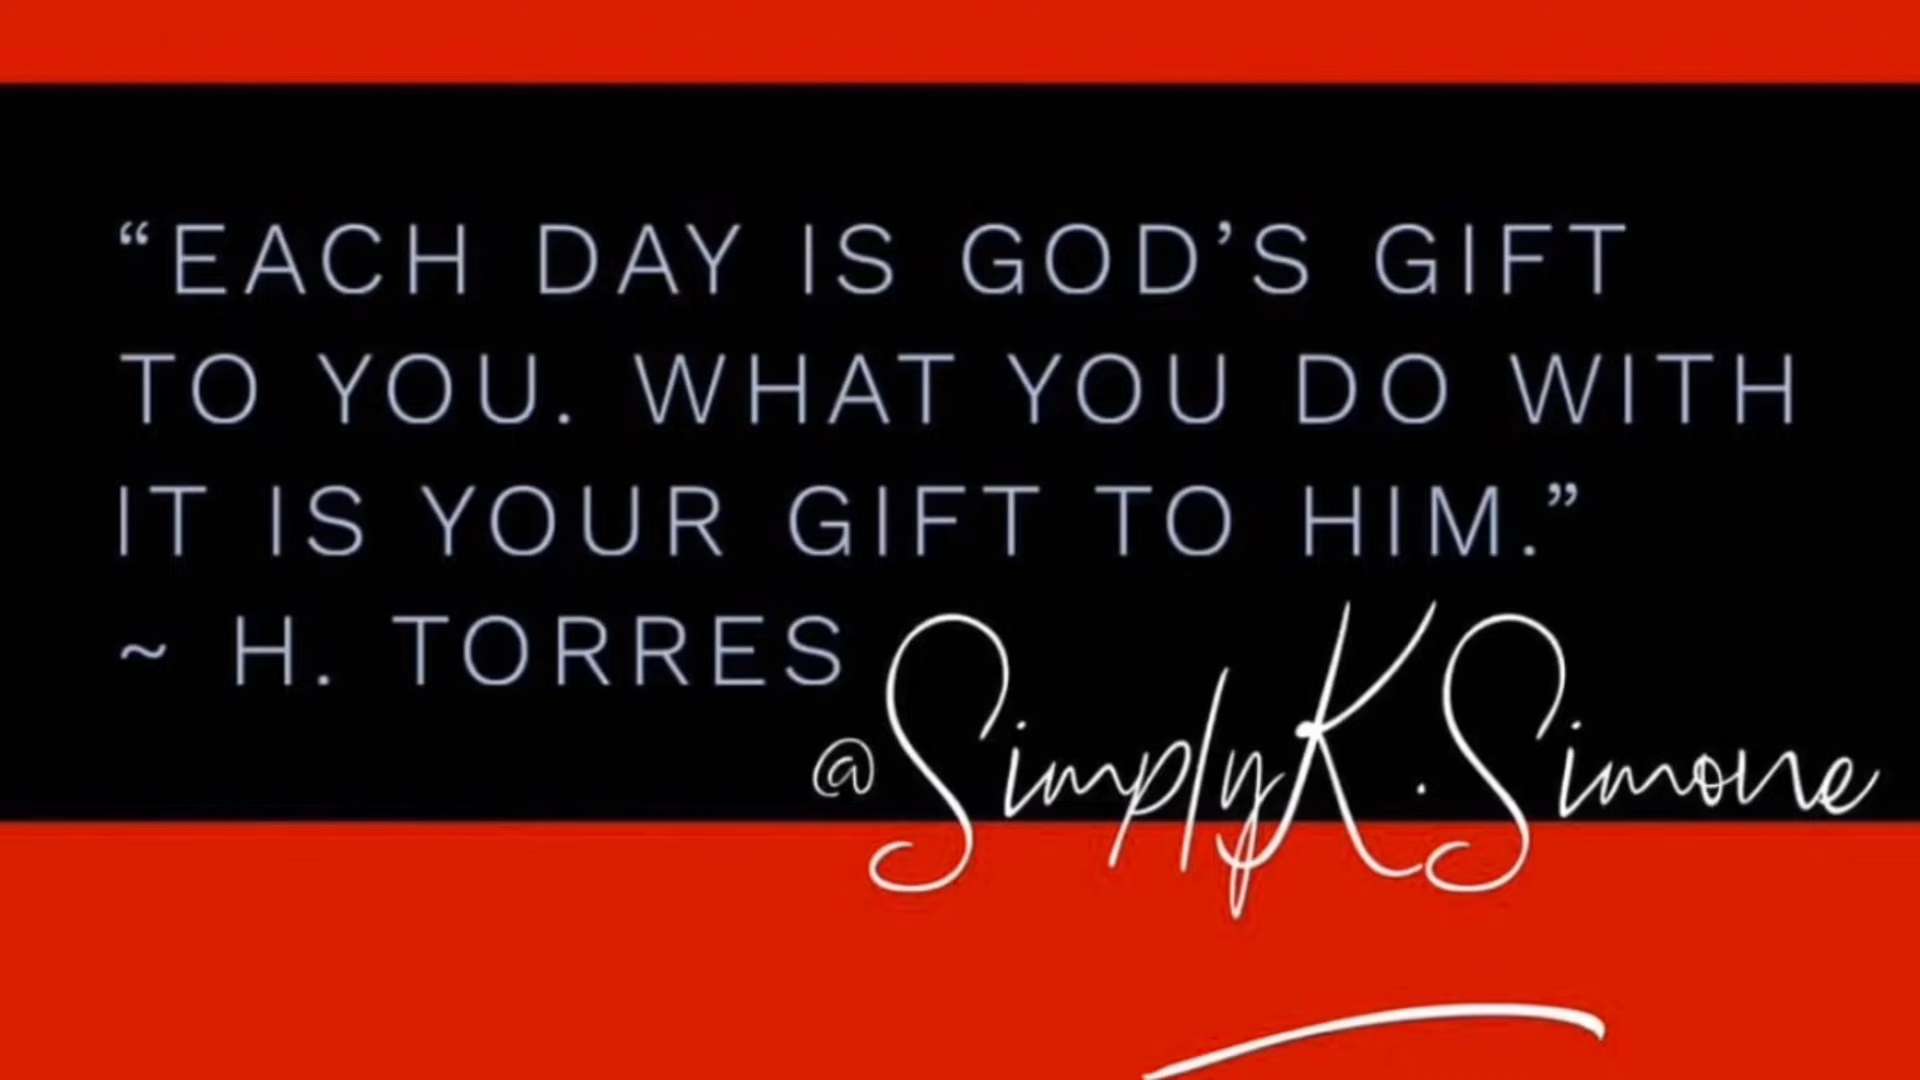 “EACH DAY IS GOD’S GIFT
TO YOU. WHAT YOU DO WITH
IT IS YOUR GIFT TO HIM.”
~ H. TORRES
@SimplyK.Simone